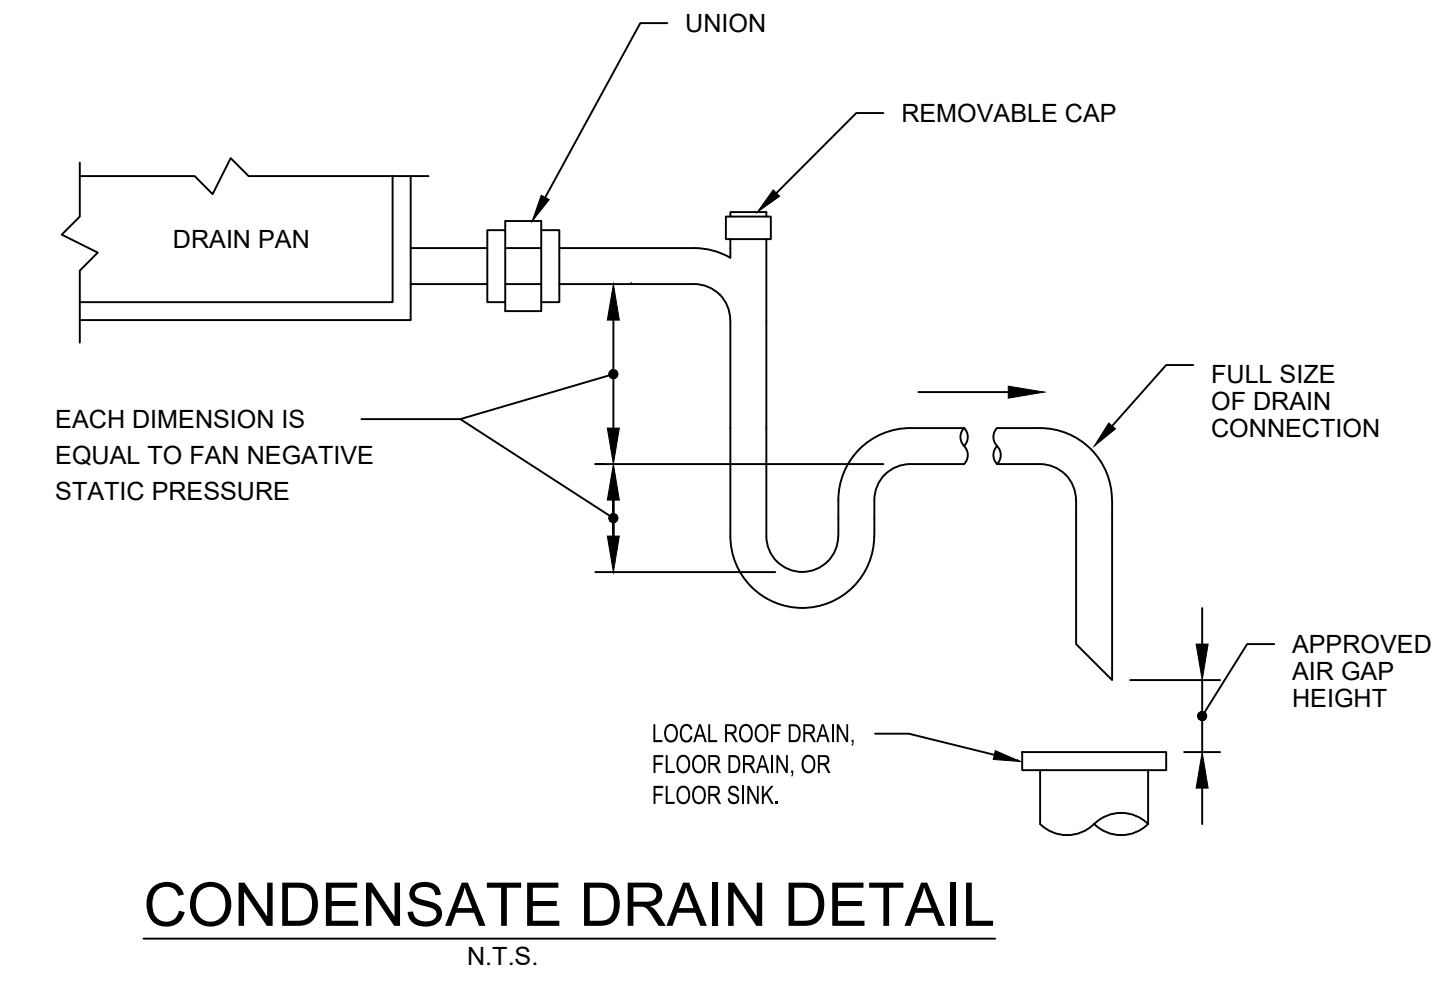 UNION
REMOVABLE CAP
DRAIN PAN
FULL SIZE
OF DRAIN
CONNECTION
EACH DIMENSION IS
EQUAL TO FAN NEGATIVE
STATIC PRESSURE
APPROVED
AIR GAP
HEIGHT
LOCAL ROOF DRAIN,
FLOOR DRAIN, OR
FLOOR SINK.
CONDENSATE DRAIN DETAIL
N.T.S.